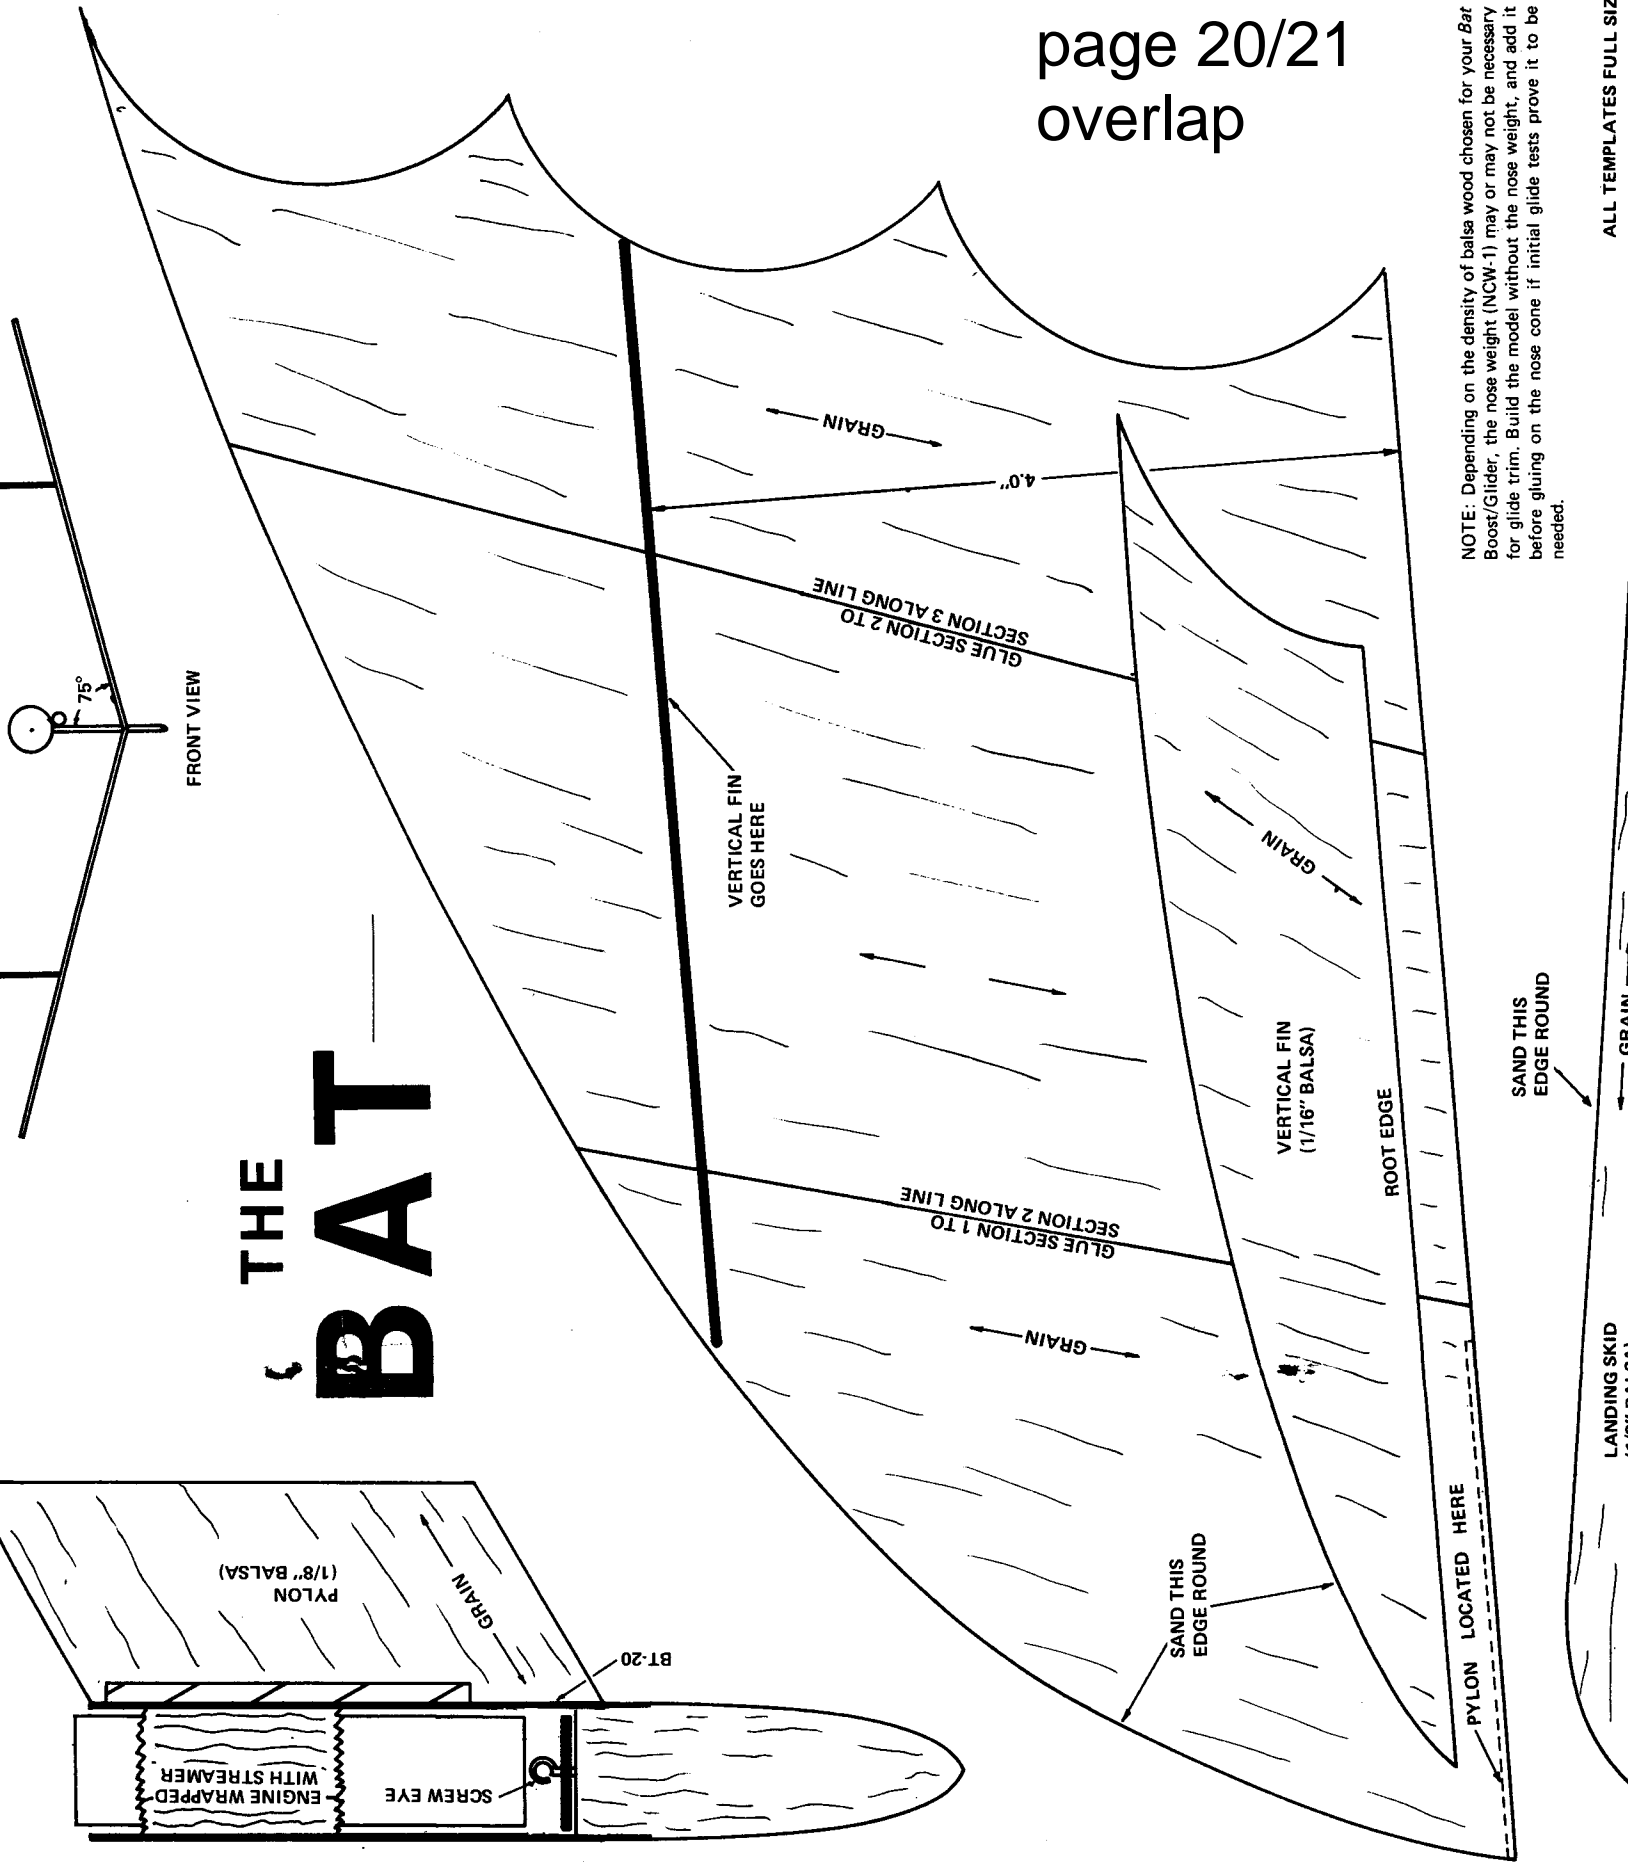 page 20/21
overlap
NOTE: Depending on the density of balsa wood chosen for your Bat
Boost/Glider, the nose weight (NCW-1) may or may not be necessary
for glide trim. Build the model without the nose weight, and add it
before gluing on the nose cone if initial glide tests prove it to be
needed.
ALL TEMPLATES FULL SIZ
75°
FRONT VIEW
THE
BAT
VERTICAL FIN
GOES HERE
GRAIN
4.0"
GLUE SECTION 2 TO
SECTION 3 ALONG LINE
GLUE SECTION 1 TO
SECTION 2 ALONG LINE
GRAIN
GRAIN
VERTICAL FIN
(1/16" BALSA)
ROOT EDGE
SAND THIS
EDGE ROUND
GRAIN
LANDING SKID
SAND THIS
EDGE ROUND
PYLON LOCATED HERE
PYLON
(1/8" BALSA)
GRAIN
BT-20
ENGINE WRAPPED
WITH STREAMER
SCREW EYE